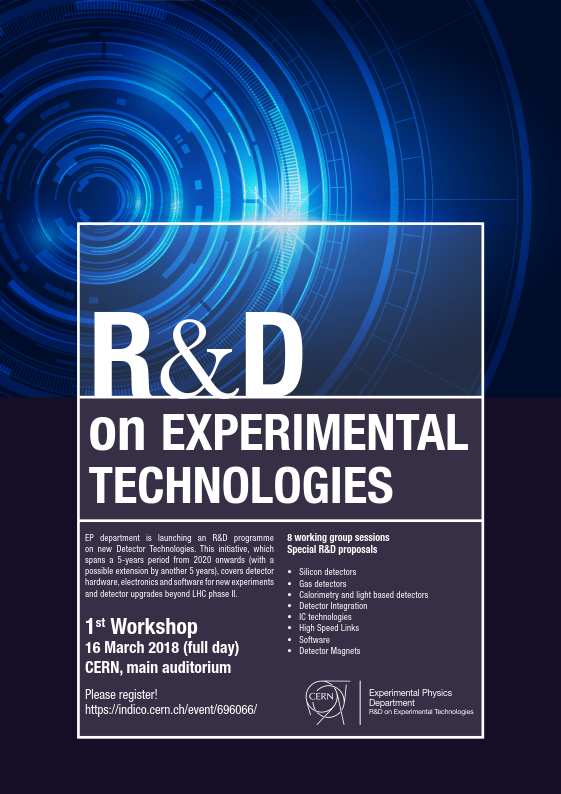 R&D
on EXPERIMENTAL
TECHNOLOGIES
EP department is launching an R&D programme
on new Detector Technologies. This initiative, which
spans a 5-years period from 2020 onwards (with a
possible extension by another 5 years), covers detector
hardware, electronics and software for new experiments
and detector upgrades beyond LHC phase II.
1st Workshop
16 March 2018 (full day)
CERN, main auditorium
Please register!
https://indico.cern.ch/event/696066/
8 working group sessions
Special R&D proposals
• Silicon detectors
• Gas detectors
• Calorimetry and light based detectors
• Detector Integration
• IC technologies
• High Speed Links
• Software
• Detector Magnets
CERN
Experimental Physics
Department
R&D on Experimental Technologies